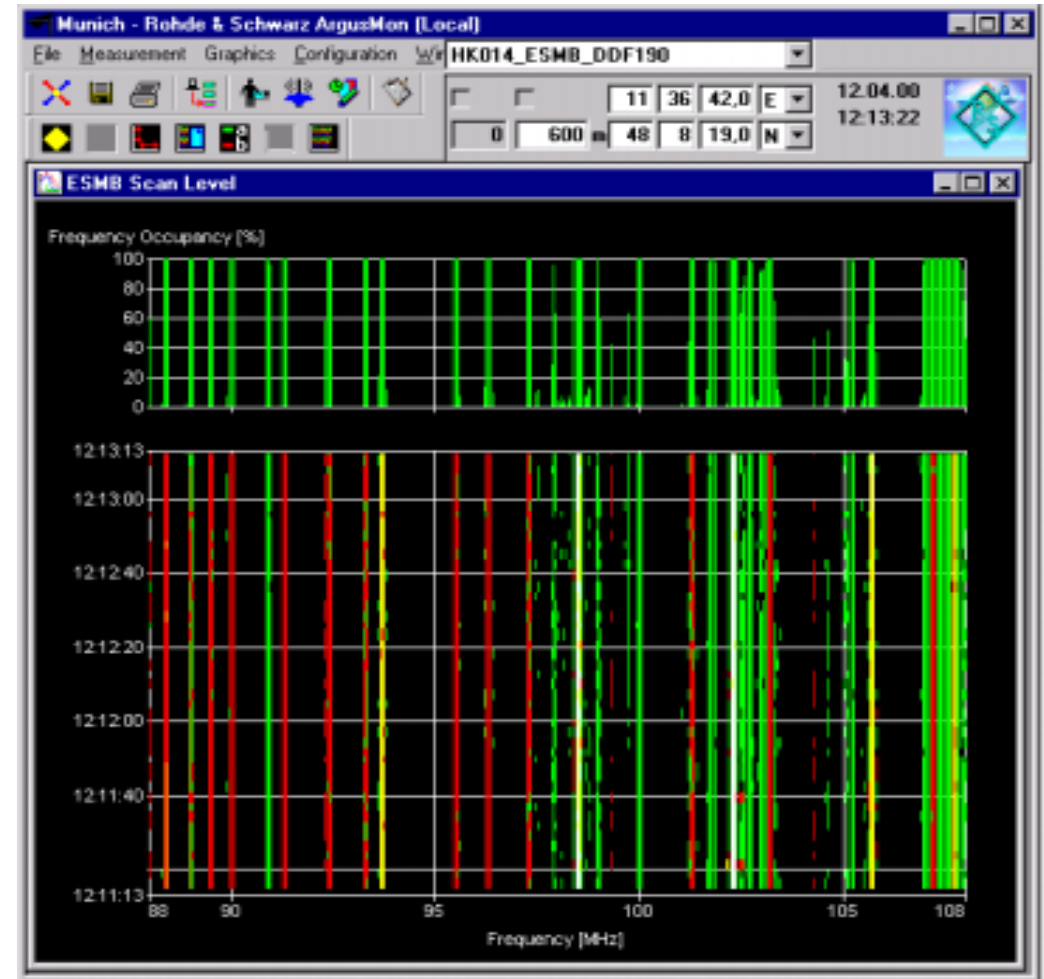 Munich - Rohde & Schwarz ArgusMon (Local)
File Measurement Graphics Configuration Wi HK014_ESMB_DDF190
11 36 42,0 E 12.04.00
12:13:22
0 600 m 48 8 19,0 N
ESMB Scan Level
Frequency Occupancy [%]
100
80
60
40
20
0
12:13:13
12:13:00
12:12:40
12:12:20
12:12:00
12:11:40
12:11:13
88 90 95 100 105 108
Frequency [MHz]